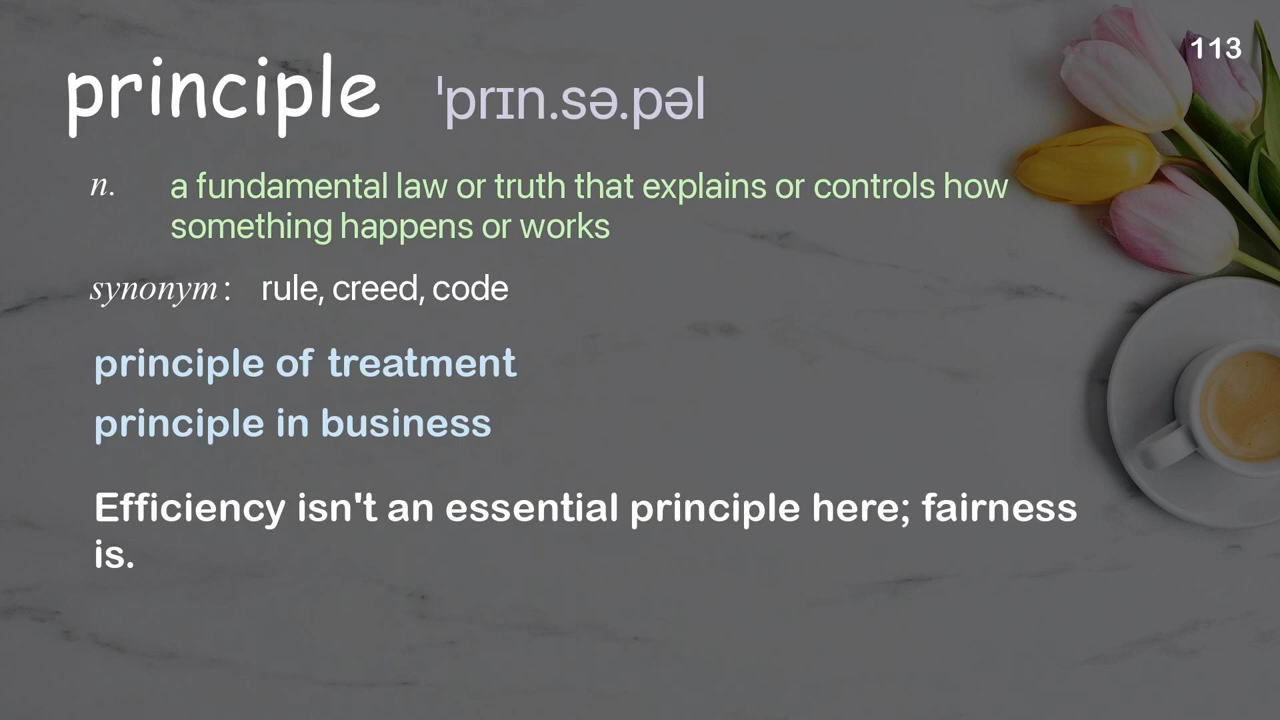 113
principle ˈprɪn.sə.pəl
n. a fundamental law or truth that explains or controls how
something happens or works
synonym: rule, creed, code
principle of treatment
principle in business
Efficiency isn't an essential principle here; fairness
is.